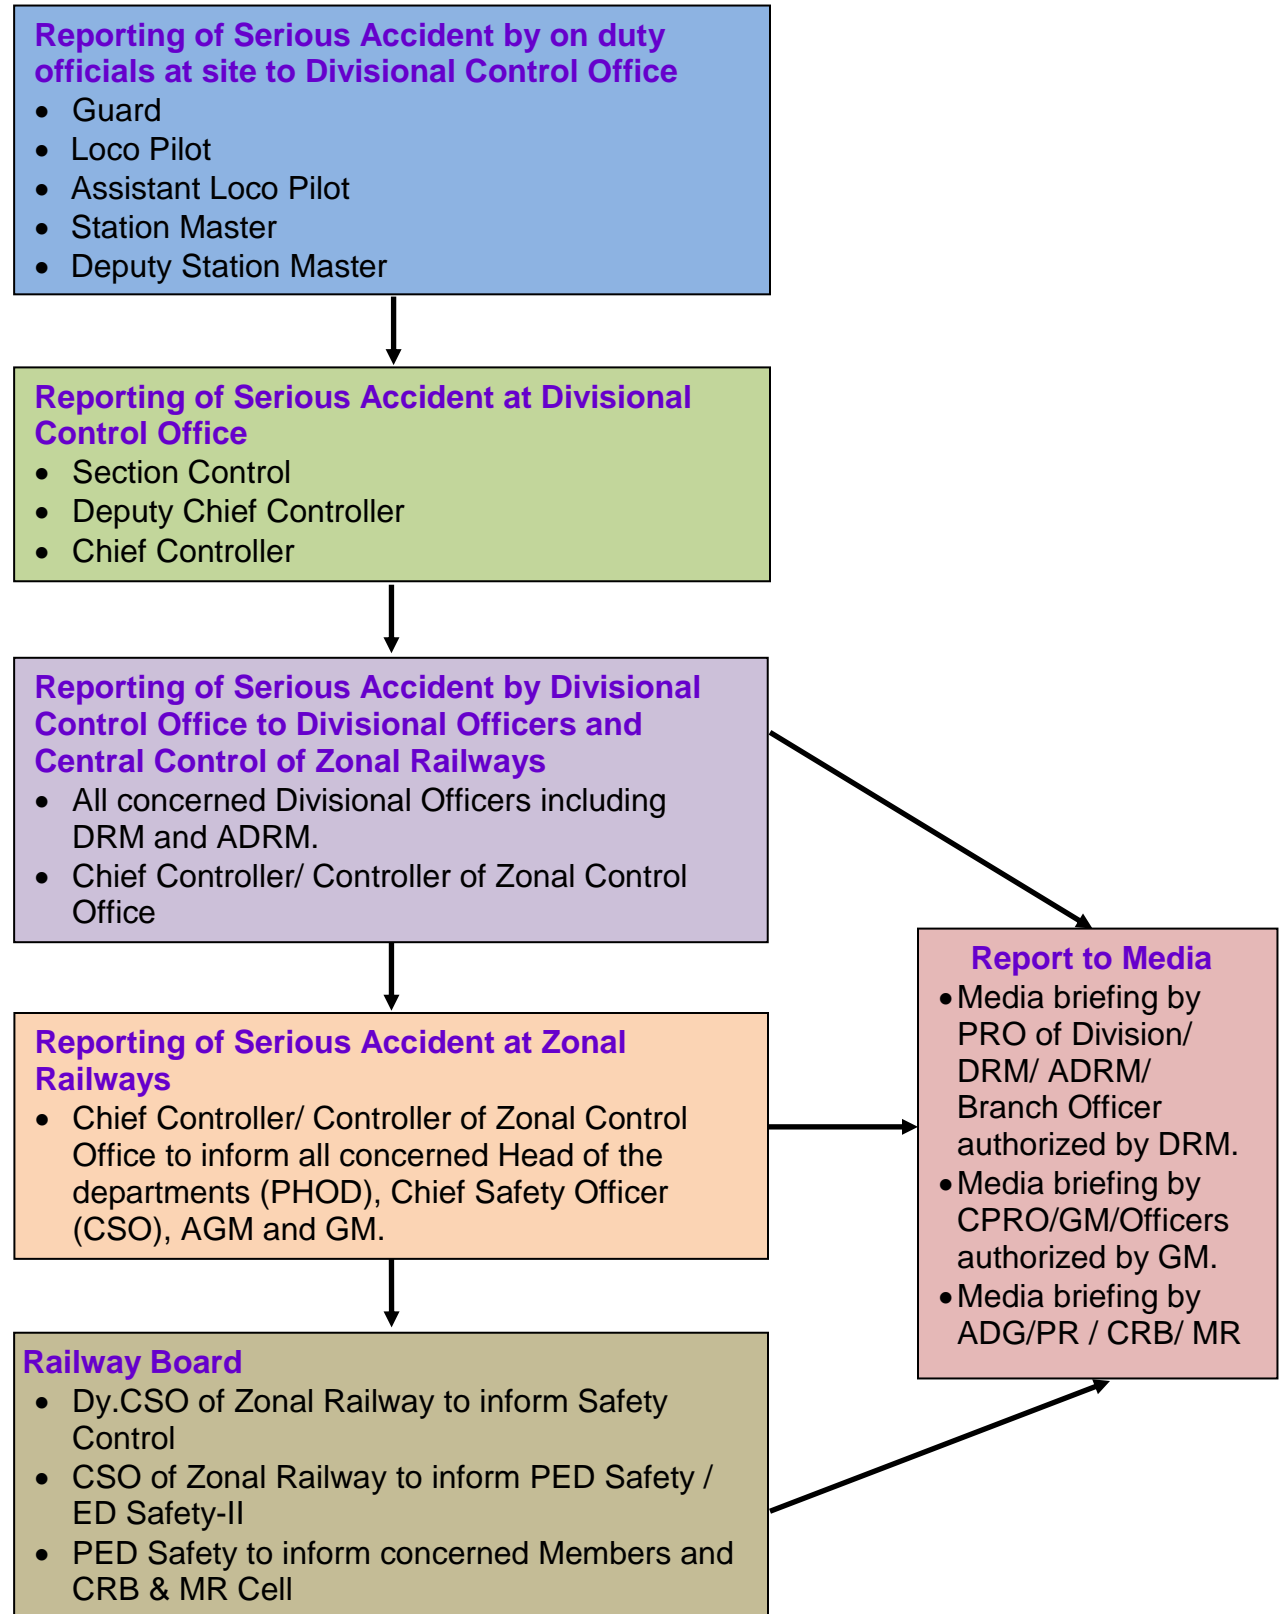 Reporting of Serious Accident by on duty
officials at site to Divisional Control Office
• Guard
• Loco Pilot
• Assistant Loco Pilot
• Station Master
• Deputy Station Master
Reporting of Serious Accident at Divisional
Control Office
• Section Control
• Deputy Chief Controller
• Chief Controller
Reporting of Serious Accident by Divisional
Control Office to Divisional Officers and
Central Control of Zonal Railways
• All concerned Divisional Officers including
DRM and ADRM.
• Chief Controller/ Controller of Zonal Control
Office
Reporting of Serious Accident at Zonal
Railways
• Chief Controller/ Controller of Zonal Control
Office to inform all concerned Head of the
departments (PHOD), Chief Safety Officer
(CSO), AGM and GM.
Railway Board
• Dy.CSO of Zonal Railway to inform Safety
Control
• CSO of Zonal Railway to inform PED Safety /
ED Safety-II
• PED Safety to inform concerned Members and
CRB & MR Cell
Report to Media
• Media briefing by
PRO of Division/
DRM/ ADRM/
Branch Officer
authorized by DRM.
• Media briefing by
CPRO/GM/Officers
authorized by GM.
• Media briefing by
ADG/PR / CRB/ MR